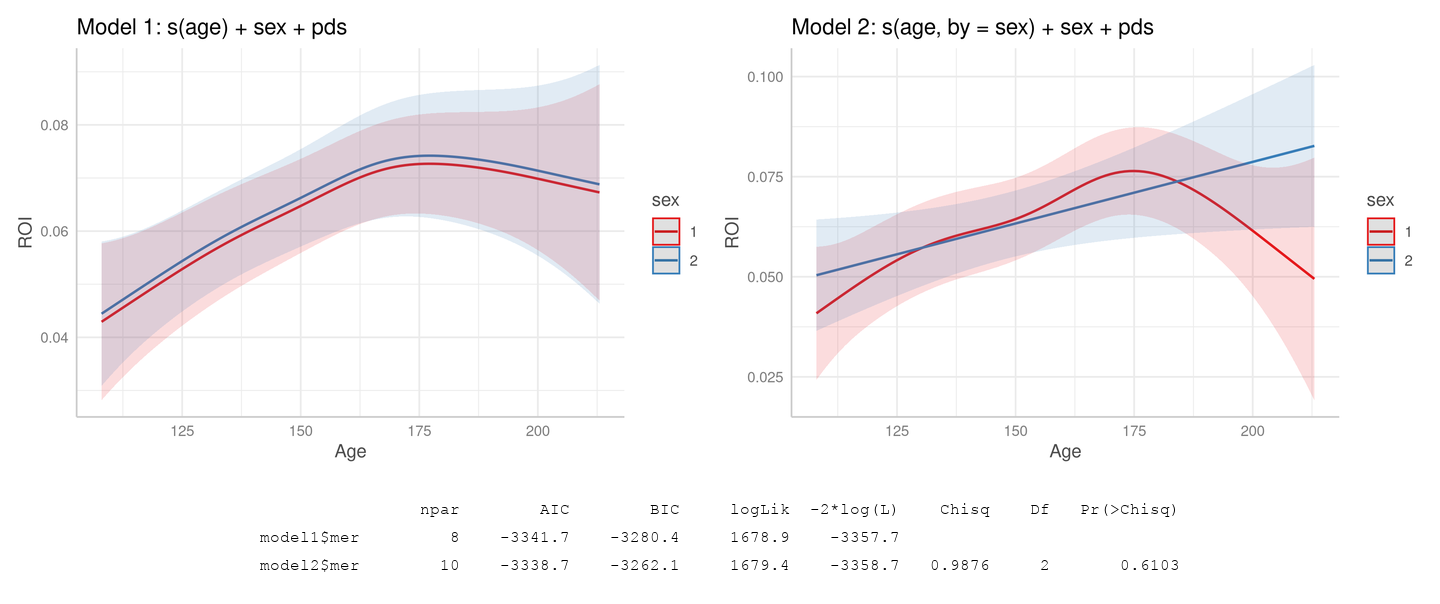 Model 1: s(age) + sex + pds
0.08
0.06
0.04
ROI
125 150 175 200
Age
sex
1
2
Model 2: s(age, by = sex) + sex + pds
0.100
0.075
0.050
0.025
ROI
125 150 175 200
Age
sex
1
2
npar AIC BIC logLik -2*log(L) Chisq Df Pr(>Chisq)
model1$mer 8 -3341.7 -3280.4 1678.9 -3357.7
model2$mer 10 -3338.7 -3262.1 1679.4 -3358.7 0.9876 2 0.6103